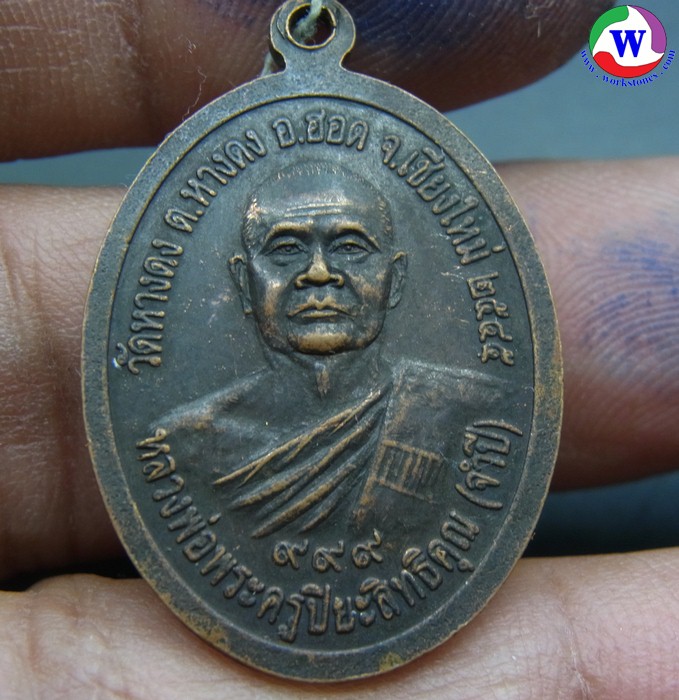 วัดหางดง ต.หางดง อ.ฮอด จ.เชียงใหม่ ๒๕๔๕
๙๙๙
หลวงพ่อพระครูปิยะสิทธิคุณ (จำปี)
W
www.workstones.com